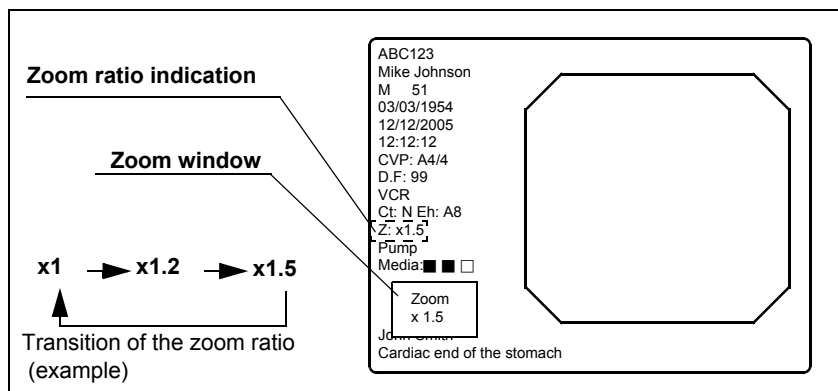 Zoom ratio indication
Zoom window
x1 x1.2 x1.5
Transition of the zoom ratio
(example)
ABC123
Mike Johnson
M 51
03/03/1954
12/12/2005
12:12:12
CVP: A4/4
D.F: 99
VCR
Ct: N Eh: A8
Z: x1.5
Pump
Media:
Zoom
x 1.5
John Smith
Cardiac end of the stomach